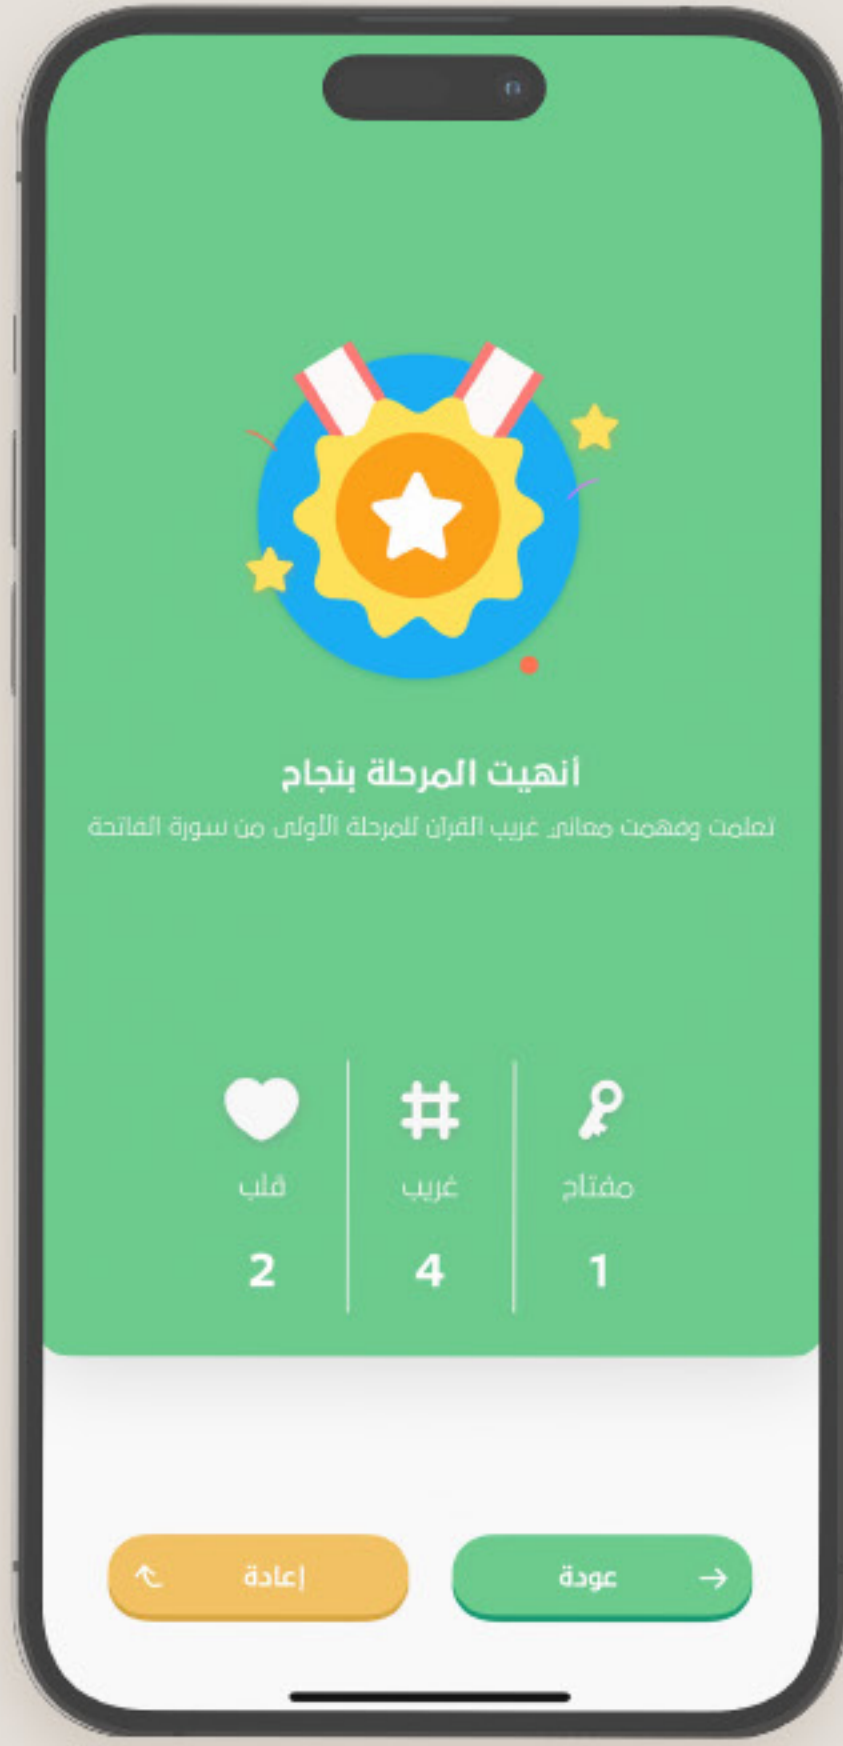 أنهيت المرحلة بنجاح
تعلمت وفهمت معاني غريب القرآن للمرحلة الأولى من سورة الفاتحة
مفتاح
غريب
قلب
1
4
2
عودة
إعادة